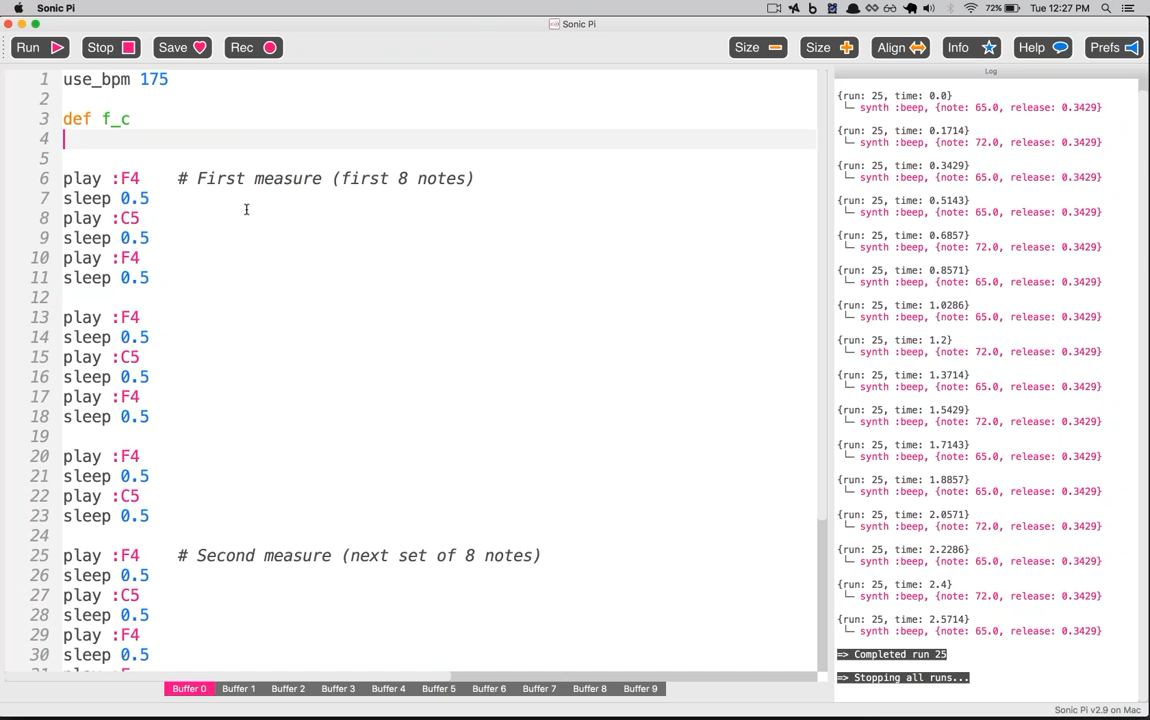 Sonic Pi
72%
Tue 12:27 PM
Sonic Pi
Run
Stop
Save
Rec
Size
Size
Align
Info
Help
Prefs
1 use_bpm 175
2
3 def f_c
4
5
6 play :F4 # First measure (first 8 notes)
7 sleep 0.5
8 play :C5
9 sleep 0.5
10 play :F4
11 sleep 0.5
12
13 play :F4
14 sleep 0.5
15 play :C5
16 sleep 0.5
17 play :F4
18 sleep 0.5
19
20 play :F4
21 sleep 0.5
22 play :C5
23 sleep 0.5
24
25 play :F4 # Second measure (next set of 8 notes)
26 sleep 0.5
27 play :C5
28 sleep 0.5
29 play :F4
30 sleep 0.5
Log
{run: 25, time: 0.0}
└─ synth :beep, {note: 65.0, release: 0.3429}
{run: 25, time: 0.1714}
└─ synth :beep, {note: 72.0, release: 0.3429}
{run: 25, time: 0.3429}
└─ synth :beep, {note: 65.0, release: 0.3429}
{run: 25, time: 0.5143}
└─ synth :beep, {note: 65.0, release: 0.3429}
{run: 25, time: 0.6857}
└─ synth :beep, {note: 72.0, release: 0.3429}
{run: 25, time: 0.8571}
└─ synth :beep, {note: 65.0, release: 0.3429}
{run: 25, time: 1.0286}
└─ synth :beep, {note: 65.0, release: 0.3429}
{run: 25, time: 1.2}
└─ synth :beep, {note: 72.0, release: 0.3429}
{run: 25, time: 1.3714}
└─ synth :beep, {note: 65.0, release: 0.3429}
{run: 25, time: 1.5429}
└─ synth :beep, {note: 72.0, release: 0.3429}
{run: 25, time: 1.7143}
└─ synth :beep, {note: 65.0, release: 0.3429}
{run: 25, time: 1.8857}
└─ synth :beep, {note: 65.0, release: 0.3429}
{run: 25, time: 2.0571}
└─ synth :beep, {note: 72.0, release: 0.3429}
{run: 25, time: 2.2286}
└─ synth :beep, {note: 65.0, release: 0.3429}
{run: 25, time: 2.4}
└─ synth :beep, {note: 72.0, release: 0.3429}
{run: 25, time: 2.5714}
└─ synth :beep, {note: 65.0, release: 0.3429}
=> Completed run 25
=> Stopping all runs...
Buffer 0
Buffer 1
Buffer 2
Buffer 3
Buffer 4
Buffer 5
Buffer 6
Buffer 7
Buffer 8
Buffer 9
Sonic Pi v2.9 on Mac